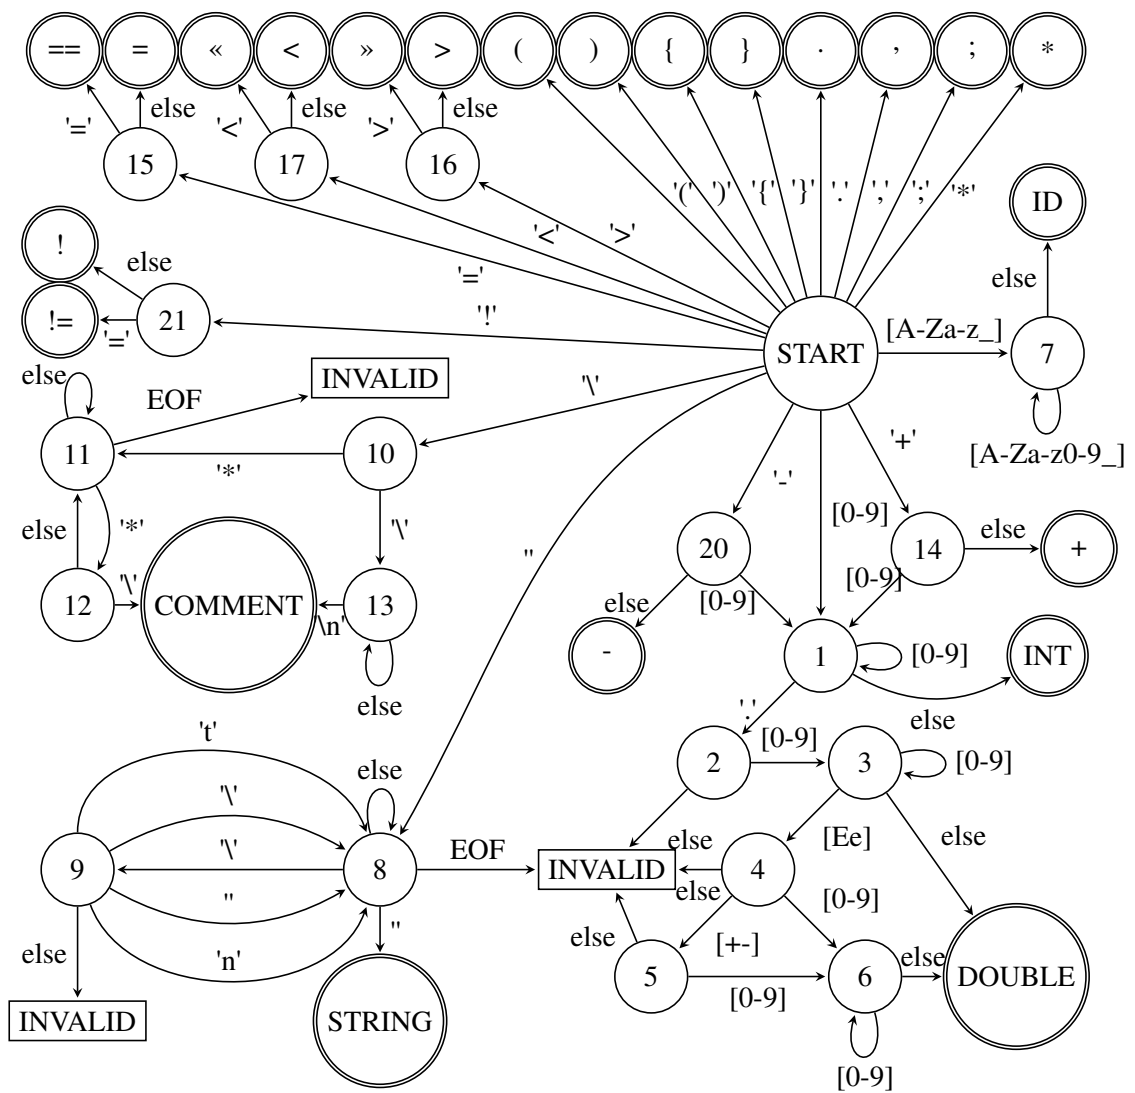 == = « < » > ( ) { } . , ; *
'=' else '<' else '>' else
15 17 16
'(' ')' '{' '}' '.' ',' ';' '*' ID
! else '<' '>' else
'='
!= '=' 21 '!' START [A-Za-z_] 7
else EOF INVALID '\'
[A-Za-z0-9_]
11 '*' 10 '+'
'-'
else '*' '\' [0-9]
'' 20 14 else +
[0-9]
12 '\' COMMENT \n' 13 else [0-9]
- 1 [0-9] INT
else '.' else
't' 2 [0-9] 3 [0-9]
'\' else
[Ee] else
'\' EOF else
9 8 INVALID 4
else
'' [0-9]
'' [+-]
else 'n' else
5 [0-9] 6 else DOUBLE
INVALID STRING
[0-9]